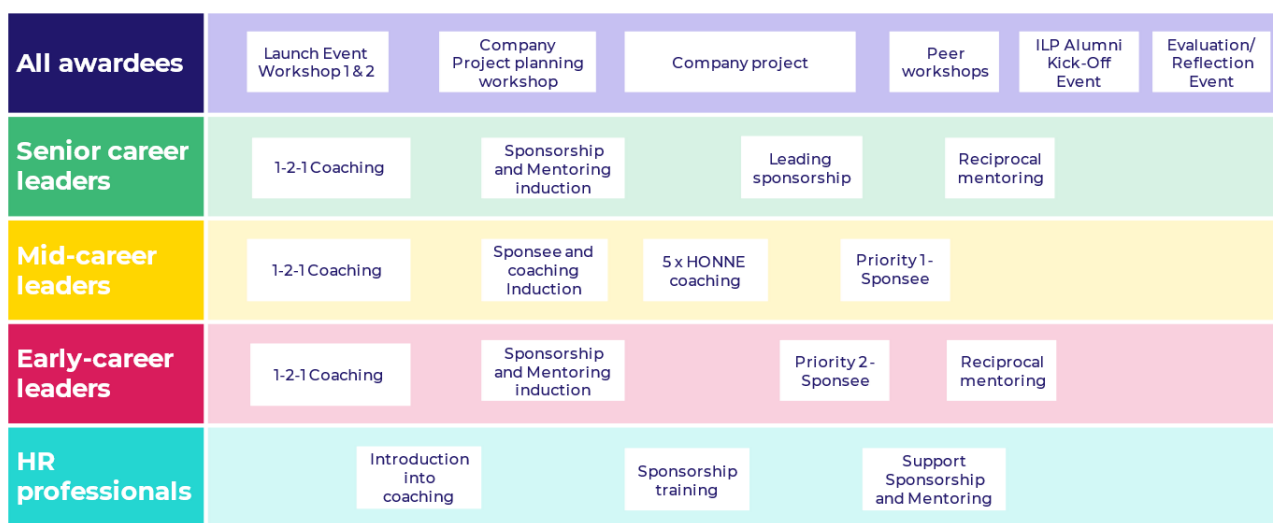 All awardees
Launch Event
Workshop 1 & 2
Company
Project planning
workshop
Company project
Peer
workshops
ILP Alumni
Kick-Off
Event
Evaluation/
Reflection
Event
Senior career
leaders
1-2-1 Coaching
Sponsorship
and Mentoring
induction
Leading
sponsorship
Reciprocal
mentoring
Mid-career
leaders
1-2-1 Coaching
Sponsee and
coaching
Induction
5 x HONNE
coaching
Priority 1-
Sponsee
Early-career
leaders
1-2-1 Coaching
Sponsorship
and Mentoring
induction
Priority 2-
Sponsee
Reciprocal
mentoring
HR
professionals
Introduction
into
coaching
Sponsorship
training
Support
Sponsorship
and Mentoring